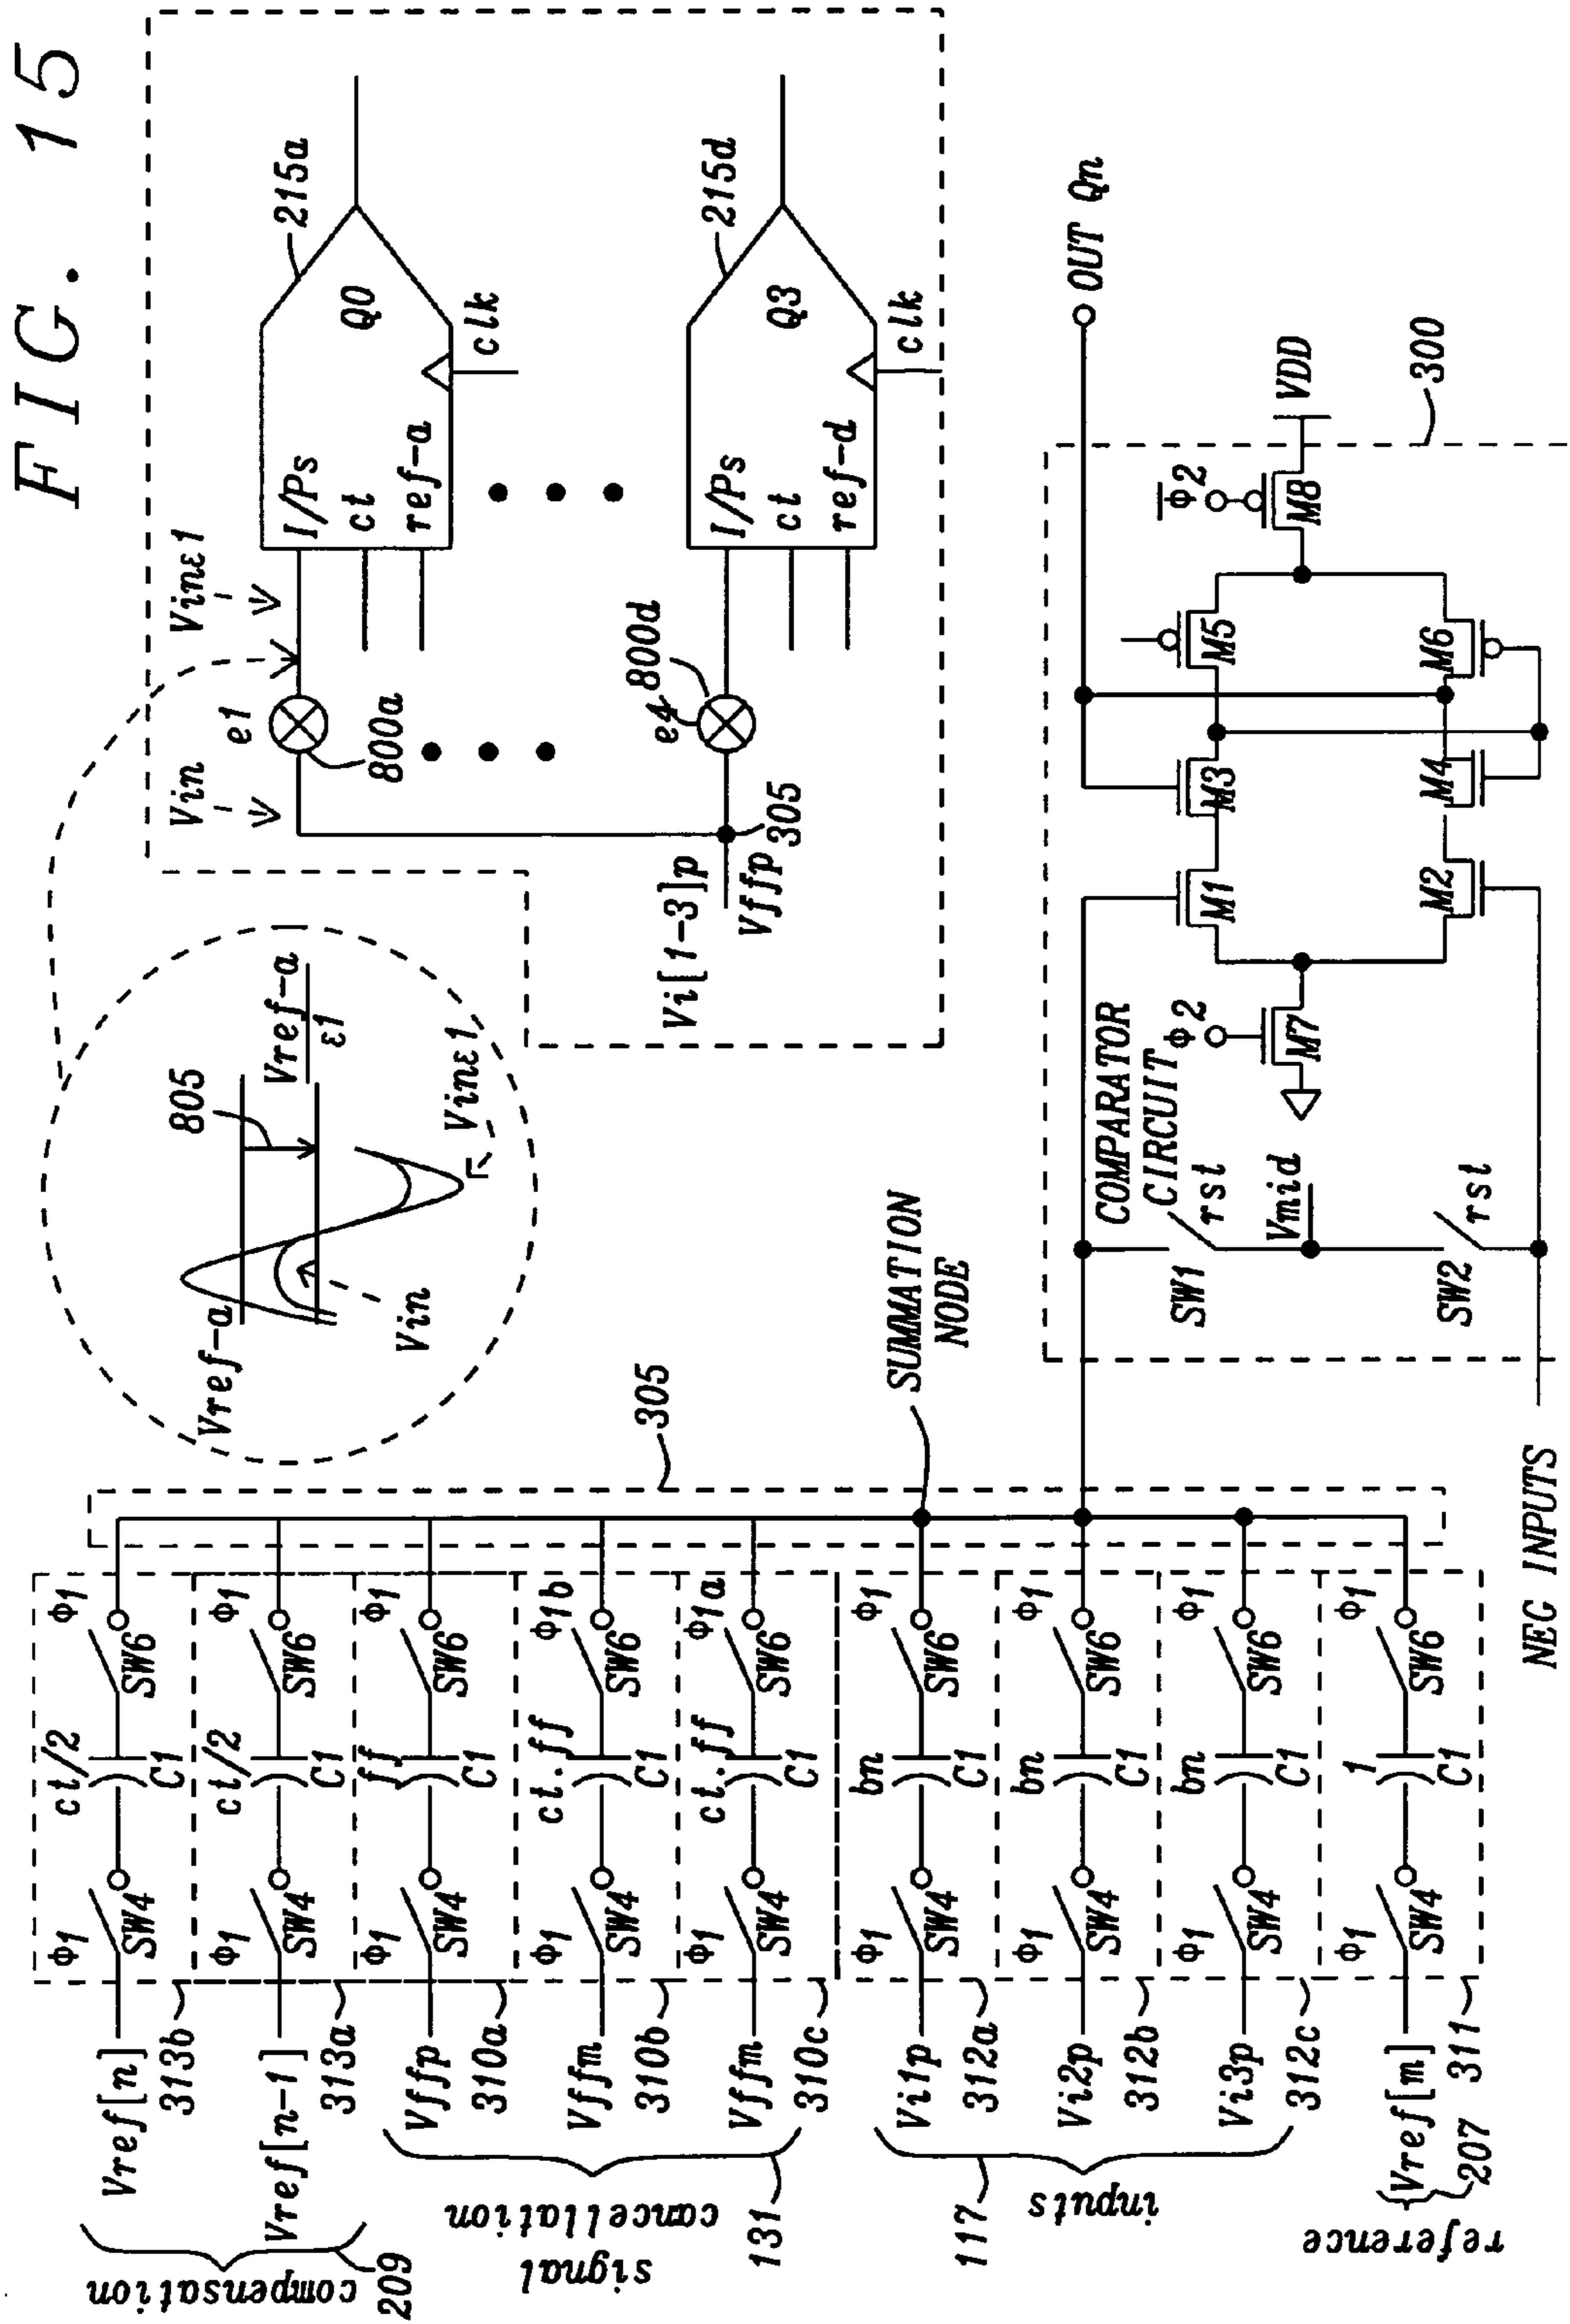 FIG. 15
compensation
209
Vref[n]
313b
φ1
SW4
ct/2
C1
φ1
SW6
Vref[n-1]
313a
φ1
SW4
ct/2
C1
φ1
SW6
signal
cancellation
131
Vffp
310a
φ1
SW4
ff
C1
φ1
SW6
Vffm
310b
φ1
SW4
ct.ff
C1
φ1b
SW6
Vffm
310c
φ1
SW4
ct.ff
C1
φ1a
SW6
inputs
117
Vi1p
312a
φ1
SW4
bn
C1
φ1
SW6
Vi2p
312b
φ1
SW4
bn
C1
φ1
SW6
Vi3p
312c
φ1
SW4
bn
C1
φ1
SW6
reference
Vref[m]
207
311
φ1
SW4
1
C1
φ1
SW6
305
SUMMATION
NODE
NEG INPUTS
Vref-a
Vin
805
Vref-a
ε1
Vinε1
Vin
e1
800a
Vinε1
I/Ps
ct
ref-a
Q0
clk
215a
Vi[1-3]p
Vffp
305
e4
800d
I/Ps
ct
ref-d
Q3
clk
215d
COMPARATOR
CIRCUIT
SW1
rst
Vmid
SW2
rst
φ2
M7
M1
M2
M3
M4
M5
M6
φ2
M8
VDD
300
OUT Qn